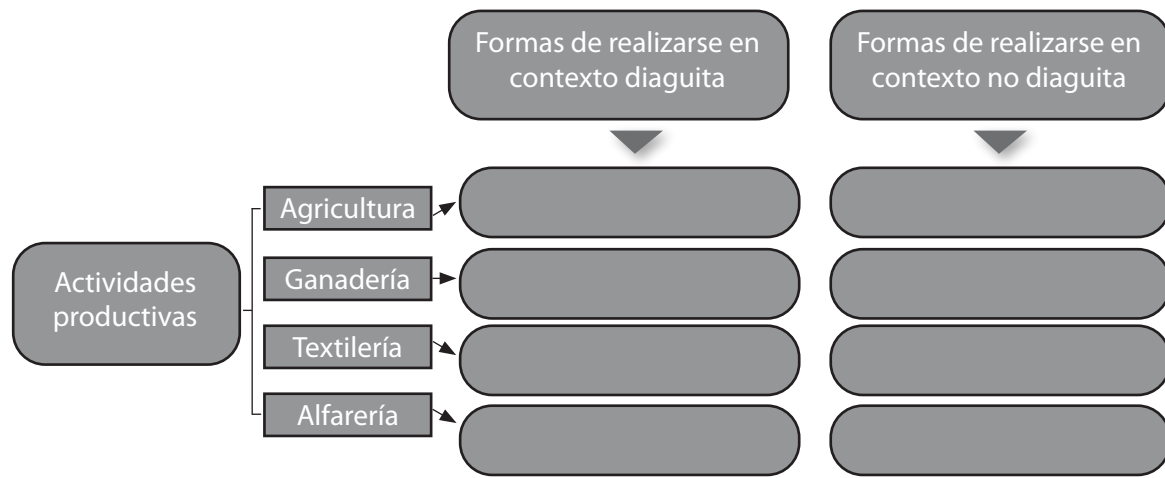 Formas de realizarse en
contexto diaguita
Formas de realizarse en
contexto no diaguita
Actividades
productivas
Agricultura
Ganadería
Textilería
Alfarería